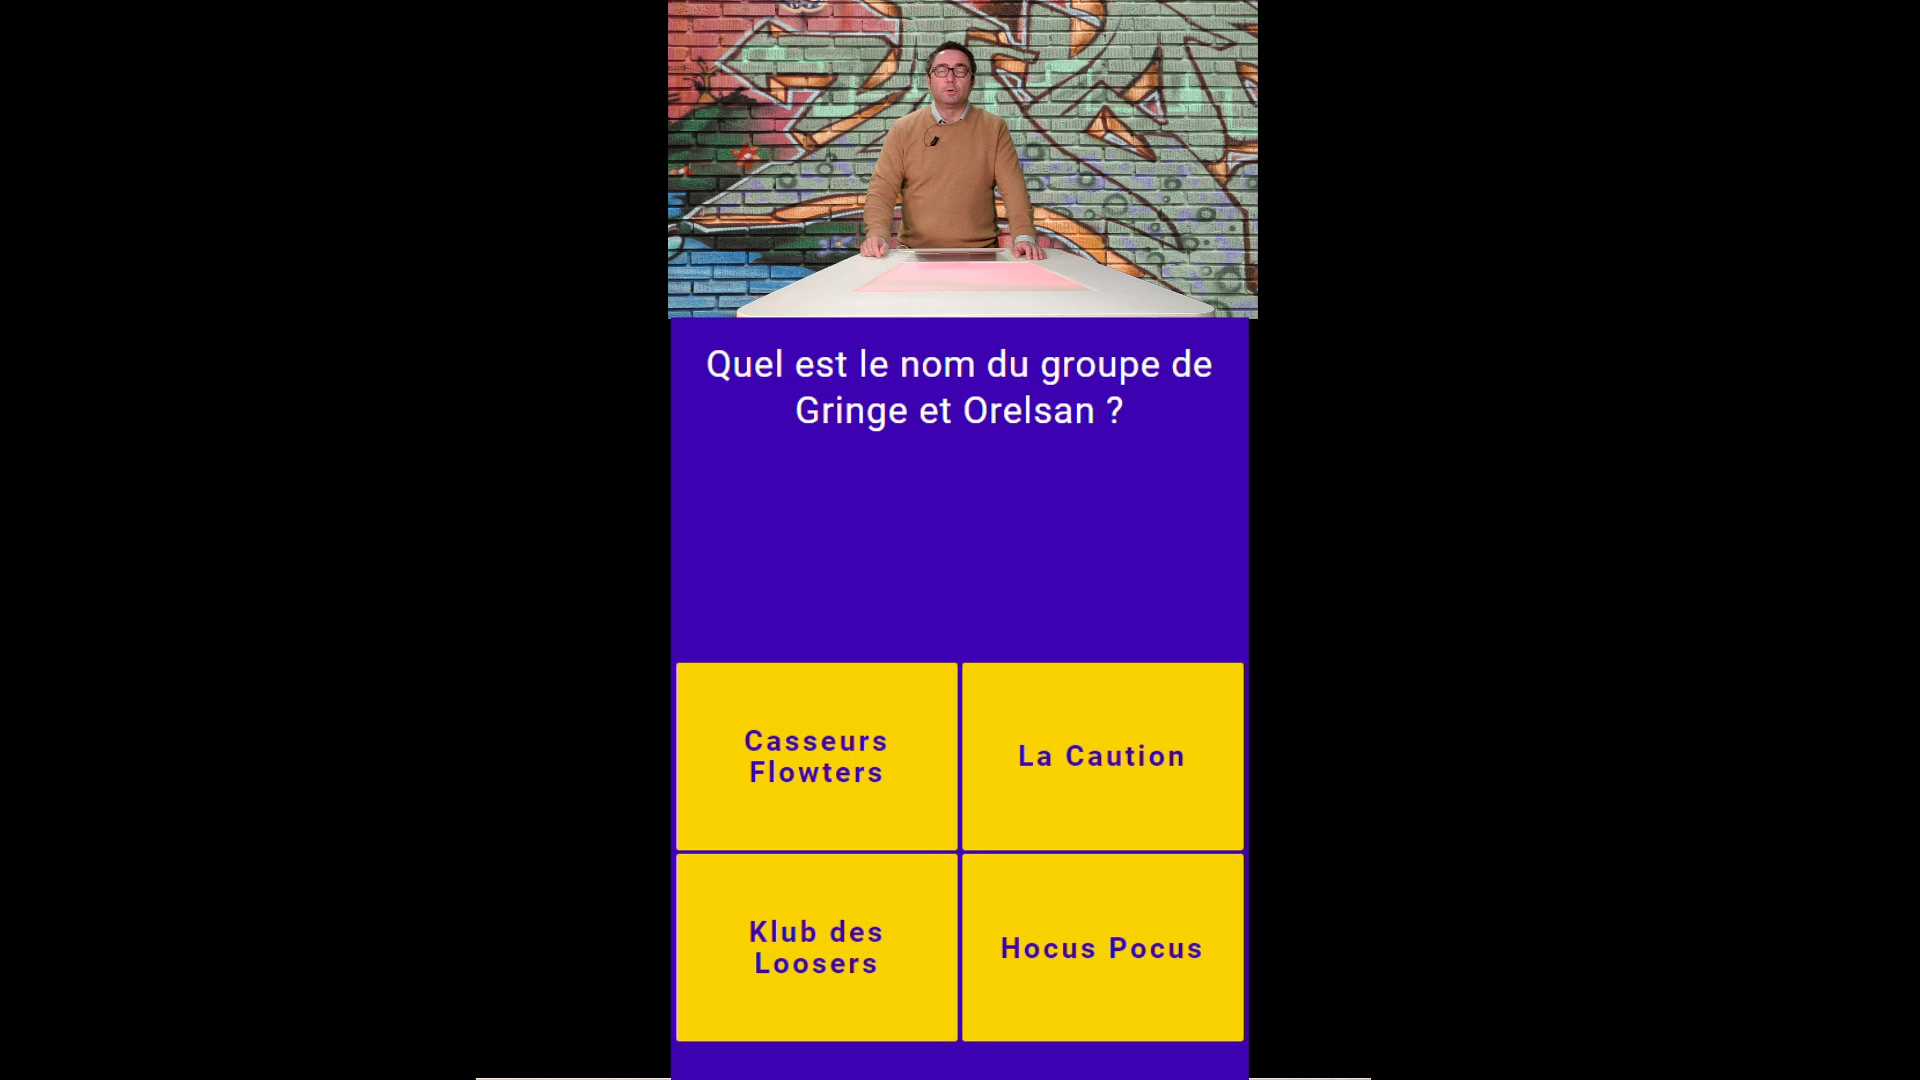 Quel est le nom du groupe de
Gringe et Orelsan ?
Casseurs
Flowters
La Caution
Klub des
Loosers
Hocus Pocus